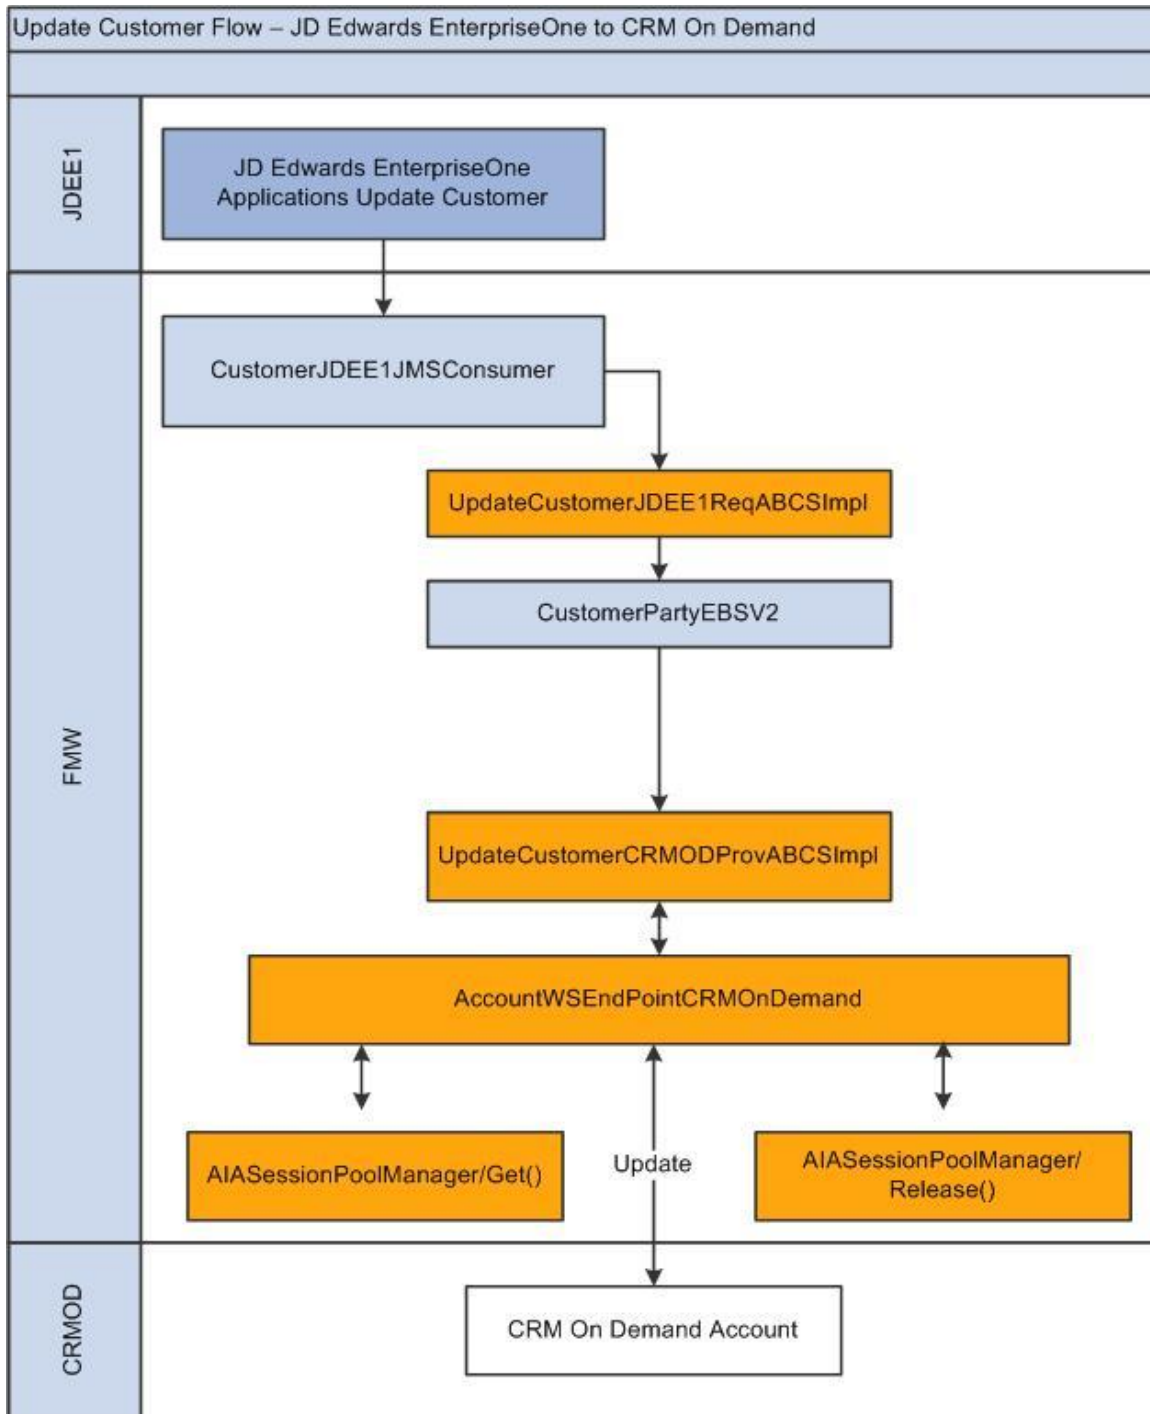 Update Customer Flow – JD Edwards EnterpriseOne to CRM On Demand
JDEE1
JD Edwards EnterpriseOne
Applications Update Customer
FMW
CustomerJDEE1JMSConsumer
UpdateCustomerJDEE1ReqABCSImpl
CustomerPartyEBSV2
UpdateCustomerCRMODProvABCSImpl
AccountWSEndPointCRMOnDemand
AIASessionPoolManager/Get()
Update
AIASessionPoolManager/
Release()
CRMOD
CRM On Demand Account